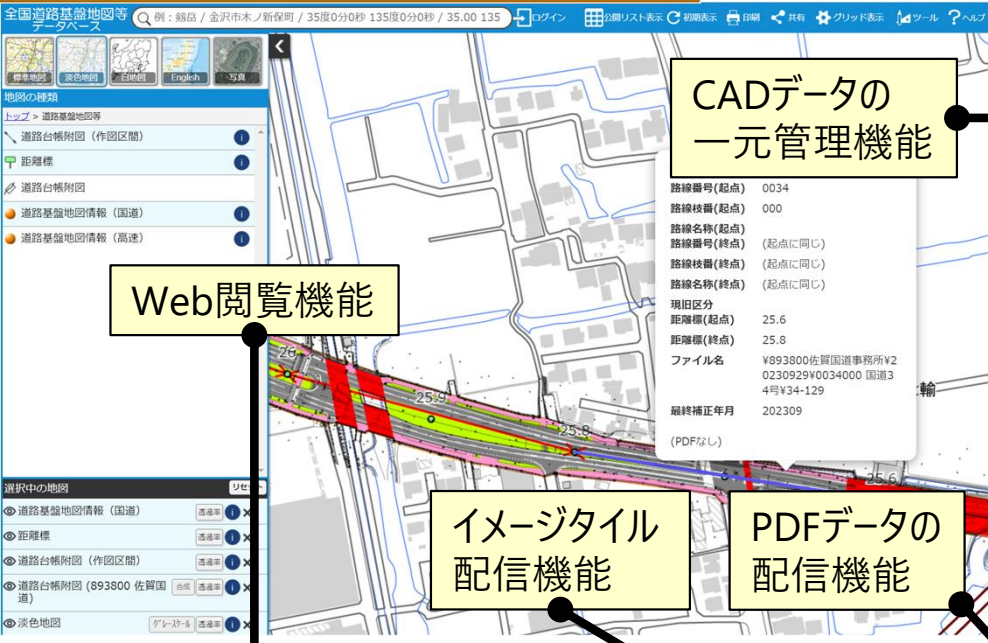 全国道路基盤地図等
データベース
例：剱岳 / 金沢市木ノ新保町 / 35度0分0秒 135度0分0秒 / 35.00 135
ログイン
公開リスト表示
初期表示
印刷
共有
グリッド表示
ツール
ヘルプ
標準地図
淡色地図
白地図
English
写真
地図の種類
トップ > 道路基盤地図等
道路台帳附図（作図区間）
距離標
道路台帳附図
道路基盤地図情報（国道）
道路基盤地図情報（高速）
CADデータの
一元管理機能
路線番号(起点) 0034
路線枝番(起点) 000
路線名称(起点)
路線番号(終点) (起点に同じ)
路線枝番(終点) (起点に同じ)
路線名称(終点) (起点に同じ)
現旧区分
距離標(起点) 25.6
距離標(終点) 25.8
ファイル名 ¥893800佐賀国道事務所¥2
0230929¥0034000 国道3
4号¥34-129
最終補正年月 202309
(PDFなし)
Web閲覧機能
輪
26
25.9
25.8
25.6
選択中の地図
リセット
道路基盤地図情報（国道） 透過率
距離標 透過率
道路台帳附図（作図区間） 透過率
道路台帳附図 (893800 佐賀国
道) 合成 透過率
淡色地図 グレースケール 透過率
イメージタイル
配信機能
PDFデータの
配信機能